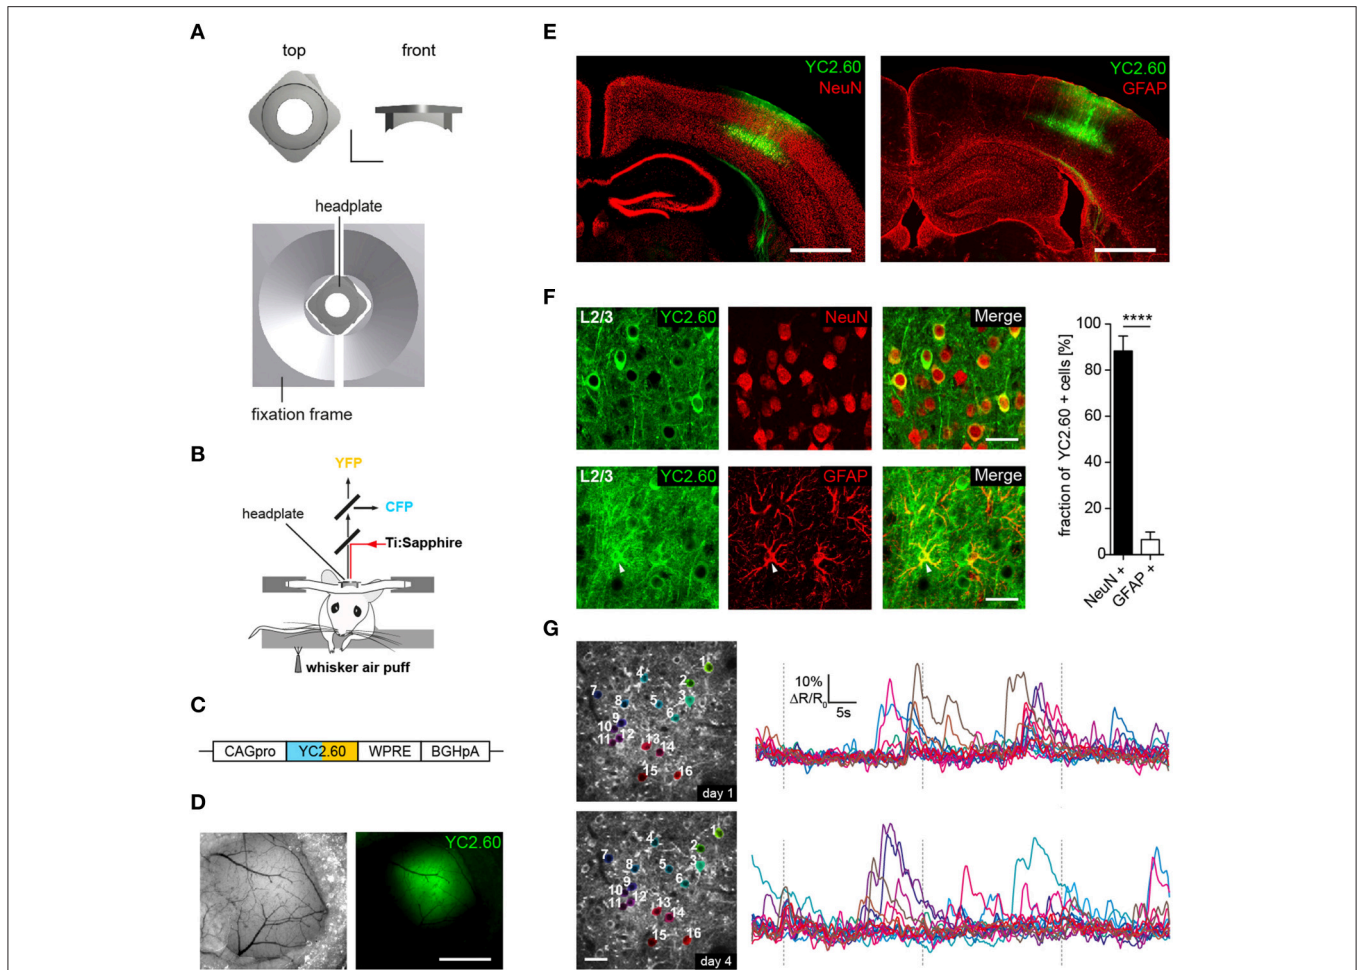 A
top front
headplate
fixation frame
B
YFP
CFP
headplate
Ti:Sapphire
whisker air puff
C
CAGpro YC2.60 WPRE BGHpA
D
YC2.60
E
YC2.60
NeuN
YC2.60
GFAP
F
L2/3 YC2.60 NeuN Merge
L2/3 YC2.60 GFAP Merge
****
100
80
60
40
20
0
fraction of YC2.60 + cells [%]
NeuN +
GFAP +
G
1
2
3
4
5
6
7
8
9
10
11
12
13
14
15
16
day 1
10%
ΔR/R0
5s
1
2
3
4
5
6
7
8
9
10
11
12
13
14
15
16
day 4